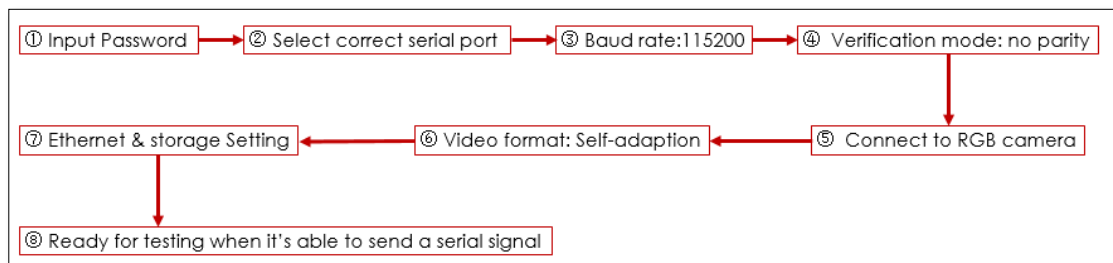 ① Input Password
② Select correct serial port
③ Baud rate:115200
④ Verification mode: no parity
⑤ Connect to RGB camera
⑥ Video format: Self-adaption
⑦ Ethernet & storage Setting
⑧ Ready for testing when it's able to send a serial signal